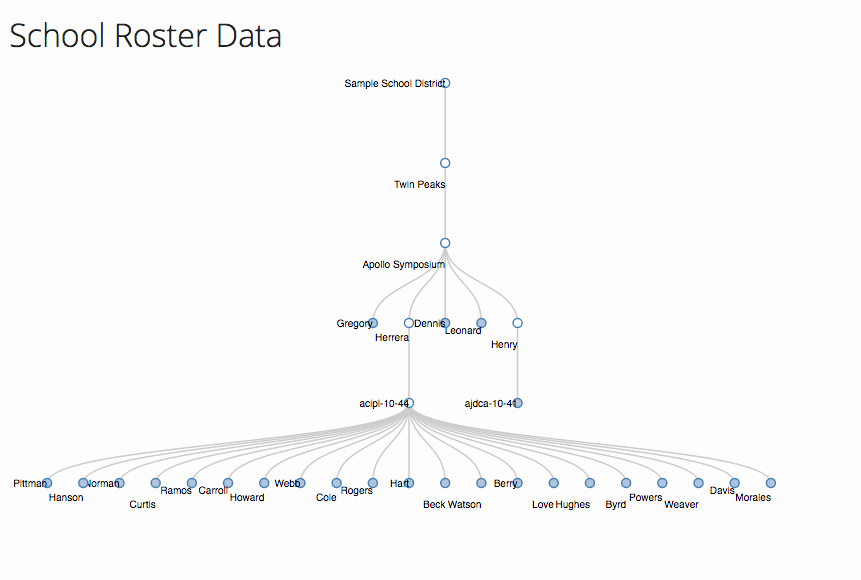 School Roster Data
Sample School District
Twin Peaks
Apollo Symposium
Gregory
Herrera
Dennis
Leonard
Henry
acipl-10-44
ajdca-10-41
Pittman
Hanson
Norman
Curtis
Ramos
Carroll
Howard
Webb
Cole
Rogers
Hart
Beck
Watson
Berry
Love
Hughes
Byrd
Powers
Weaver
Davis
Morales